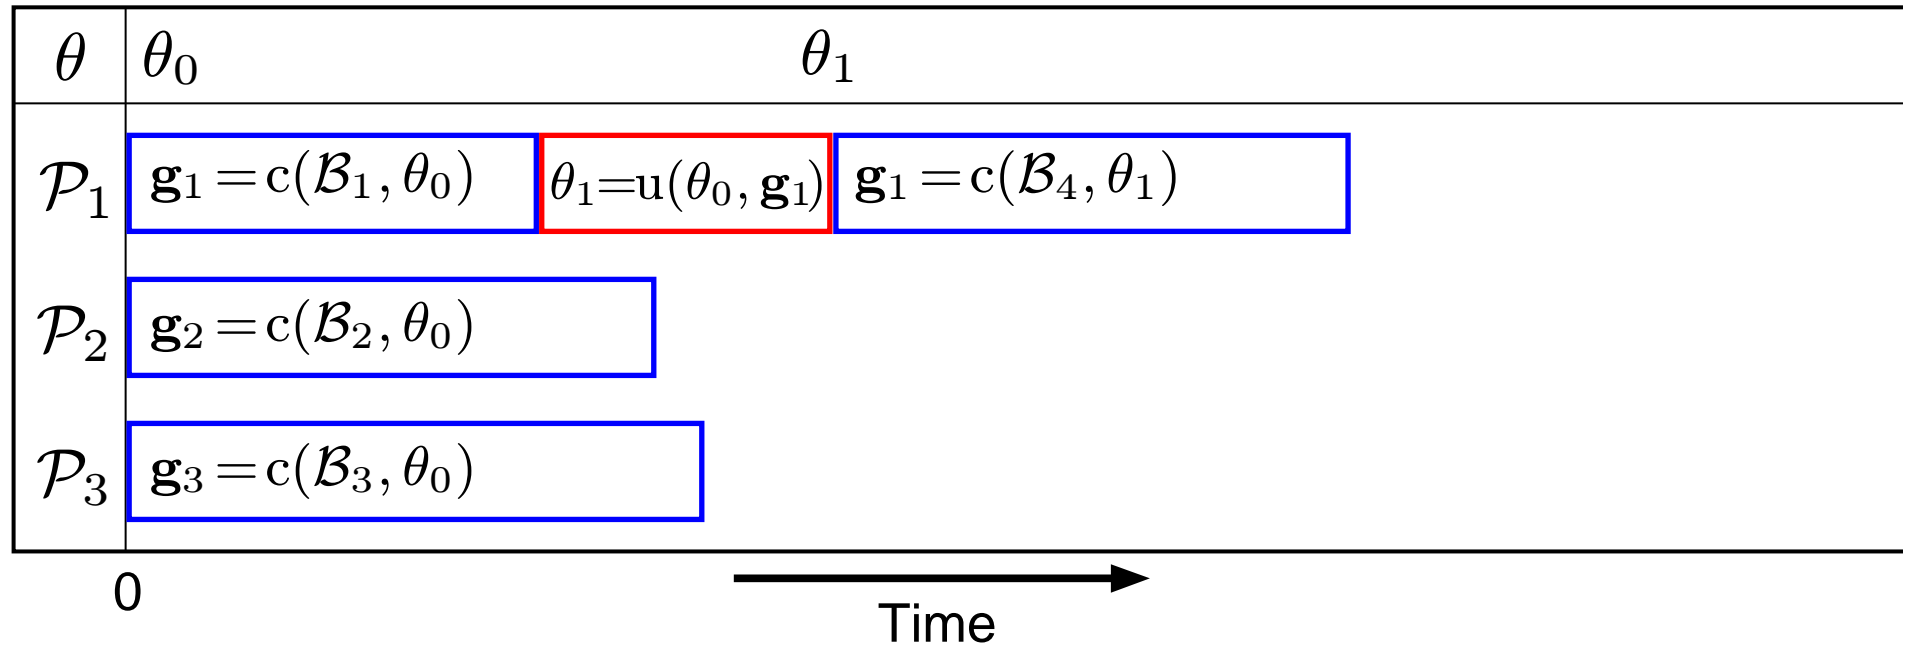 θ θ₀ θ₁
𝒫₁ g₁ = c(ℬ₁, θ₀) θ₁=u(θ₀, g₁) g₁ = c(ℬ₄, θ₁)
𝒫₂ g₂ = c(ℬ₂, θ₀)
𝒫₃ g₃ = c(ℬ₃, θ₀)
0
Time